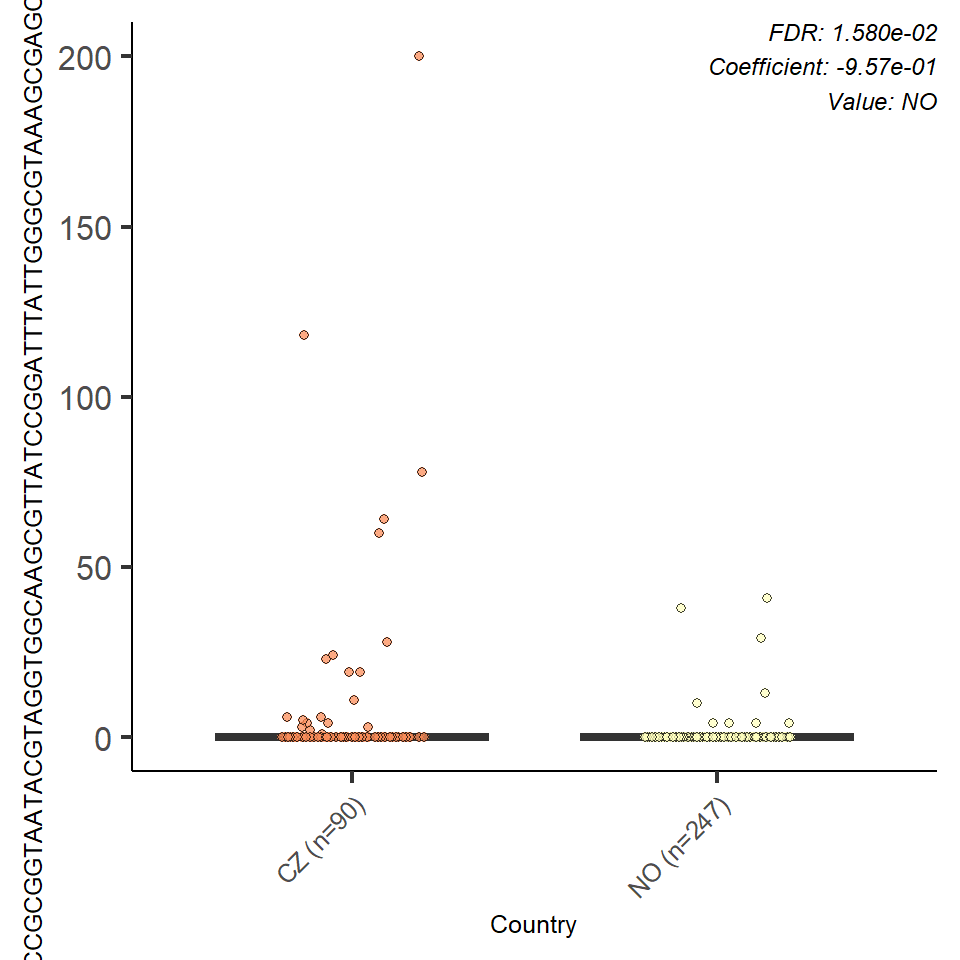 FDR: 1.580e-02
Coefficient: -9.57e-01
Value: NO
CCGCGGTAATACGTAGGTGGCAAGCGTTATCCGGATTTATTGGGCGTAAAGCGAGC
200
150
100
50
0
CZ (n=90)
NO (n=247)
Country